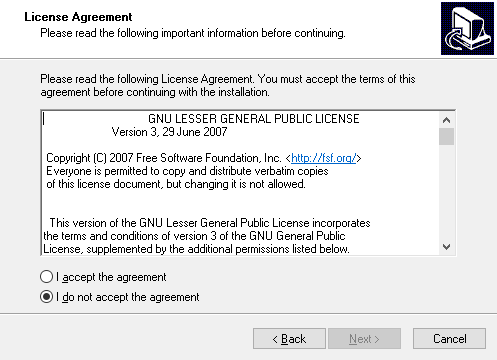 License Agreement
Please read the following important information before continuing.
Please read the following License Agreement. You must accept the terms of this
agreement before continuing with the installation.
GNU LESSER GENERAL PUBLIC LICENSE
Version 3, 29 June 2007
Copyright (C) 2007 Free Software Foundation, Inc. <http://fsf.org/>
Everyone is permitted to copy and distribute verbatim copies
of this license document, but changing it is not allowed.
This version of the GNU Lesser General Public License incorporates
the terms and conditions of version 3 of the GNU General Public
License, supplemented by the additional permissions listed below.
I accept the agreement
I do not accept the agreement
< Back
Next >
Cancel